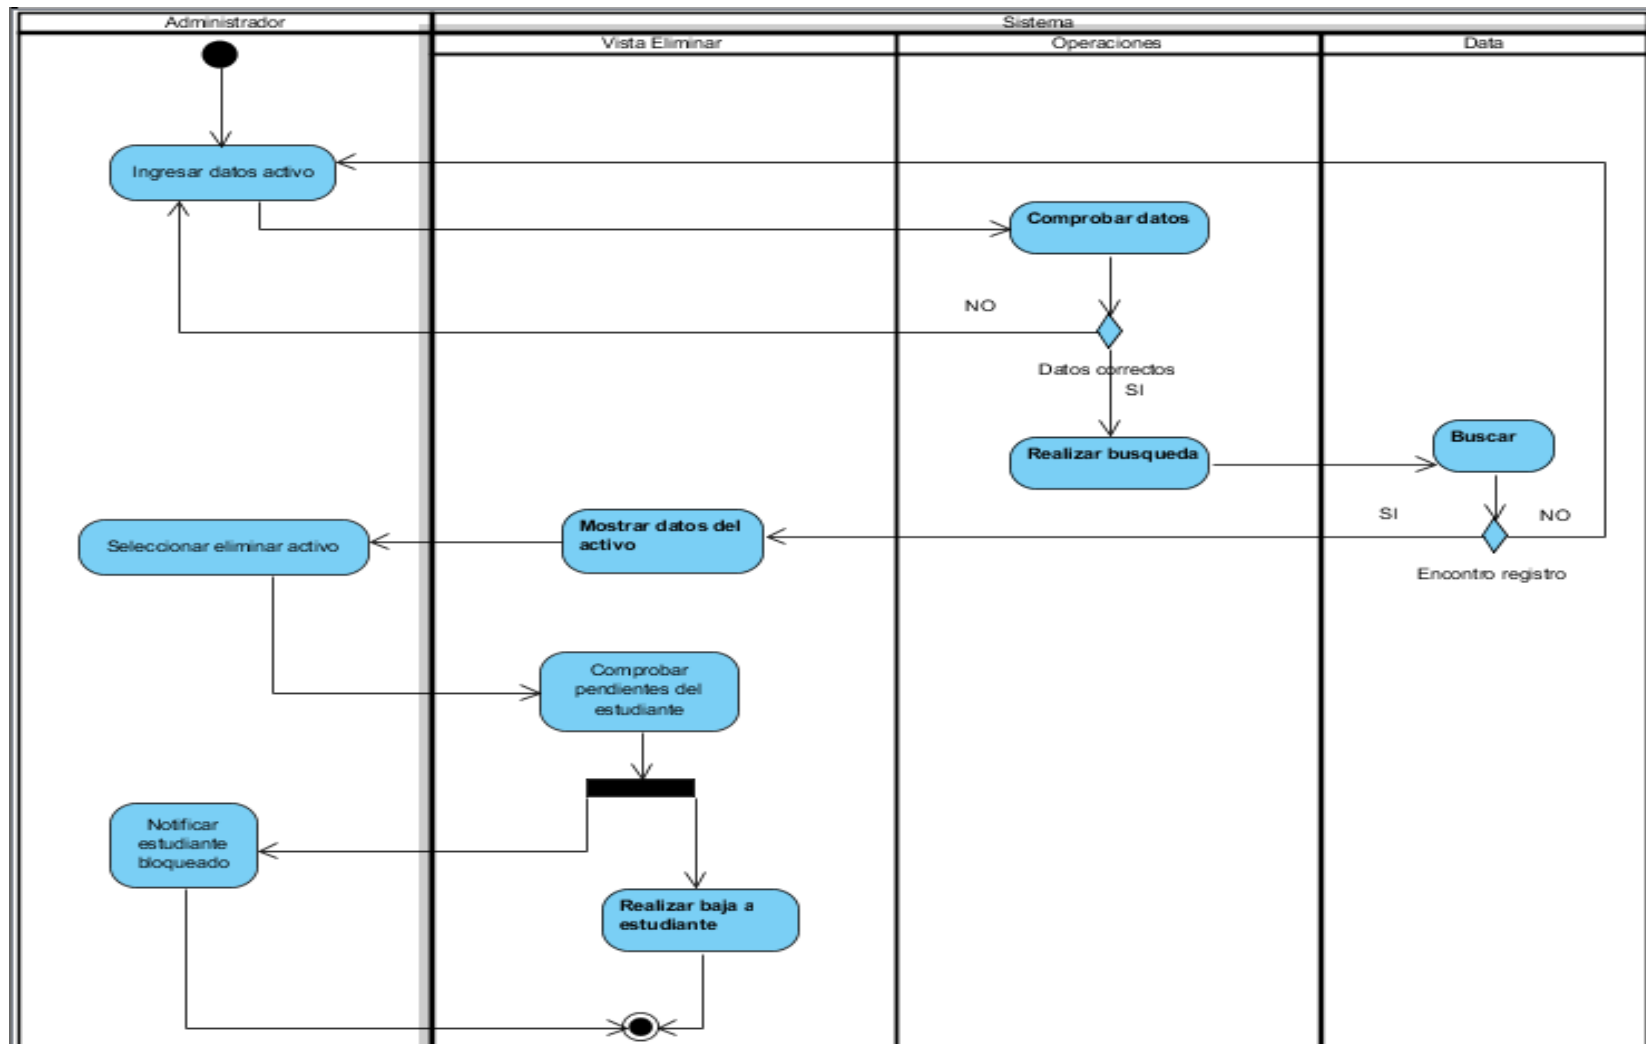 Administrador
Sistema
Vista Eliminar
Operaciones
Data
Ingresar datos activo
Comprobar datos
NO
Datos correctos
SI
Realizar busqueda
Buscar
SI
NO
Encontro registro
Mostrar datos del
activo
Seleccionar eliminar activo
Comprobar
pendientes del
estudiante
Notificar
estudiante
bloqueado
Realizar baja a
estudiante